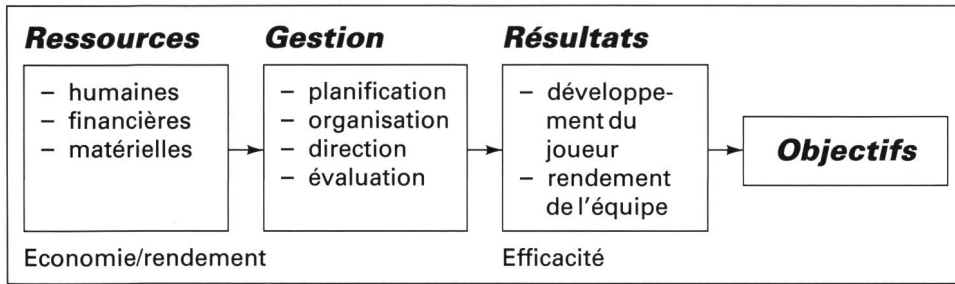 Ressources
– humaines
– financières
– matérielles
Gestion
– planification
– organisation
– direction
– évaluation
Résultats
– développe-
ment du
joueur
– rendement
de l'équipe
Objectifs
Economie/rendement
Efficacité